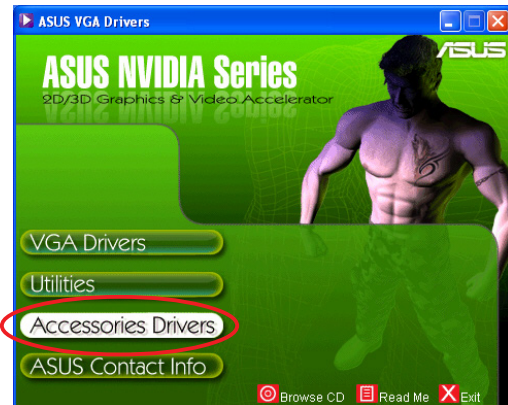 ASUS VGA Drivers
ASUS
ASUS NVIDIA Series
2D/3D Graphics & Video Accelerator
VGA Drivers
Utilities
Accessories Drivers
ASUS Contact Info
Browse CD Read Me X Exit